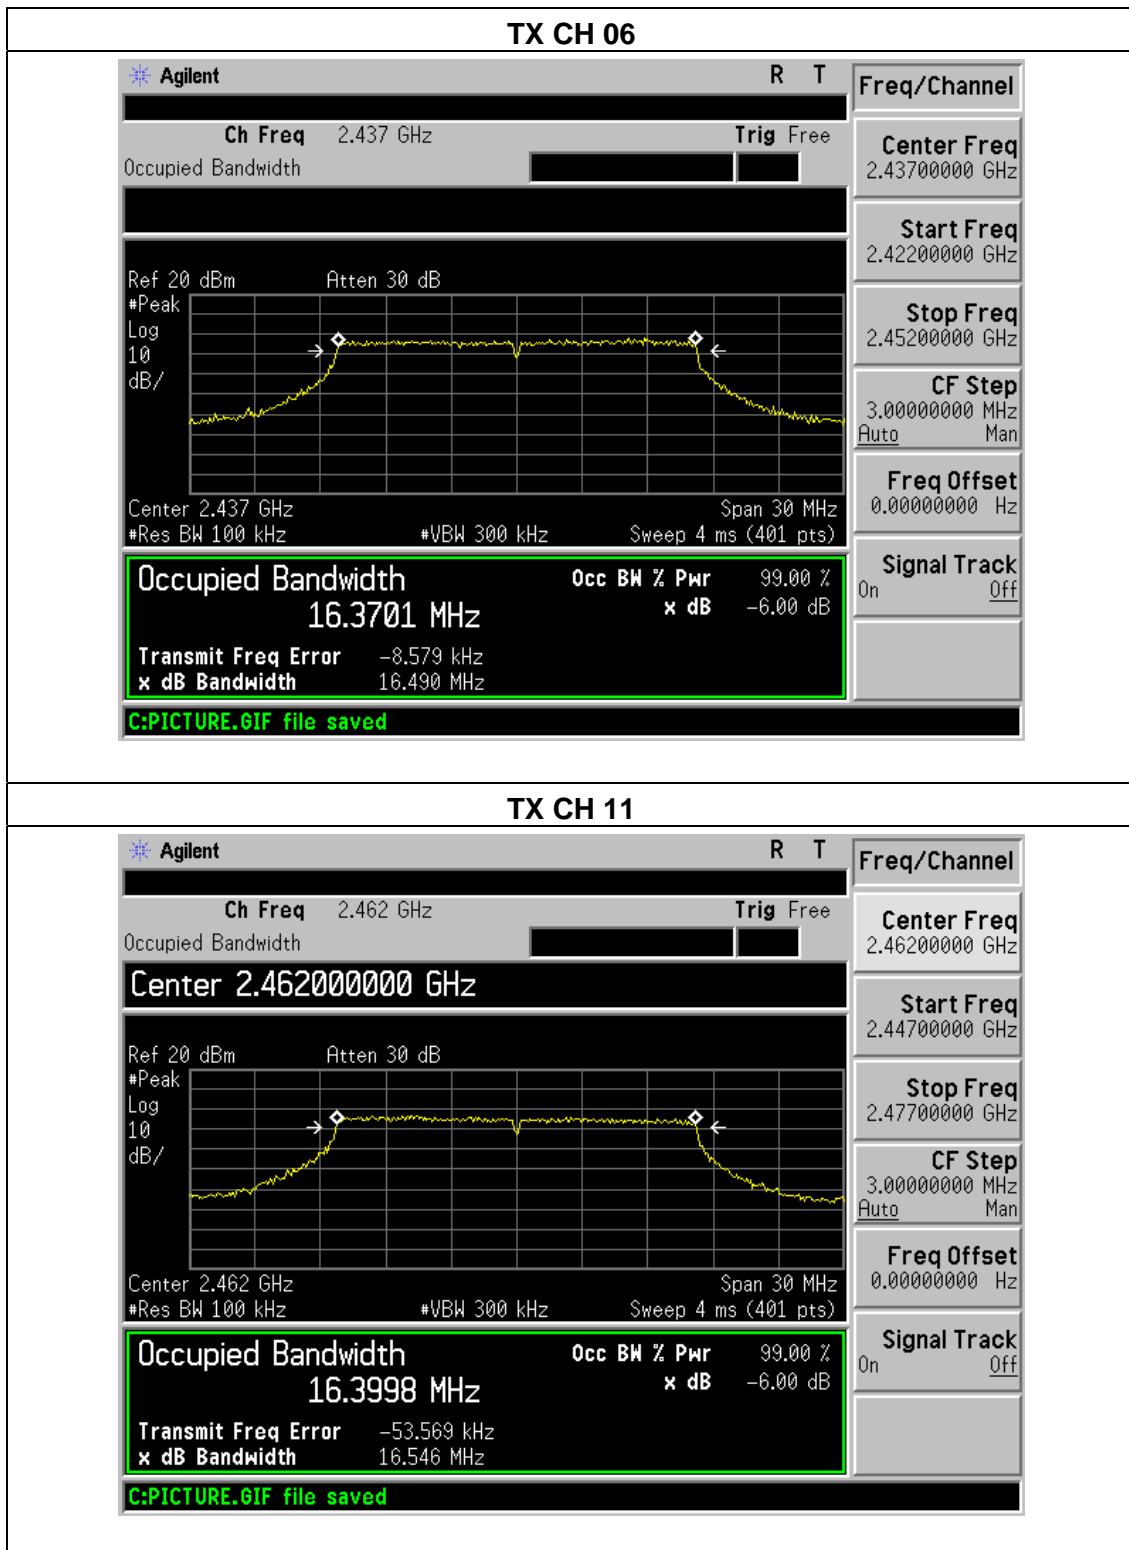 TX CH 06
Agilent R T
Freq/Channel
Ch Freq 2.437 GHz Trig Free
Occupied Bandwidth
Center Freq
2.43700000 GHz
Start Freq
2.42200000 GHz
Stop Freq
2.45200000 GHz
CF Step
3.00000000 MHz
Auto Man
Freq Offset
0.00000000 Hz
Signal Track
On Off
Ref 20 dBm Atten 30 dB
#Peak
Log
10
dB/
Center 2.437 GHz Span 30 MHz
#Res BW 100 kHz #VBW 300 kHz Sweep 4 ms (401 pts)
Occupied Bandwidth Occ BW % Pwr 99.00 %
16.3701 MHz x dB -6.00 dB
Transmit Freq Error -8.579 kHz
x dB Bandwidth 16.490 MHz
C:PICTURE.GIF file saved
TX CH 11
Agilent R T
Freq/Channel
Ch Freq 2.462 GHz Trig Free
Occupied Bandwidth
Center 2.462000000 GHz
Center Freq
2.46200000 GHz
Start Freq
2.44700000 GHz
Stop Freq
2.47700000 GHz
CF Step
3.00000000 MHz
Auto Man
Freq Offset
0.00000000 Hz
Signal Track
On Off
Ref 20 dBm Atten 30 dB
#Peak
Log
10
dB/
Center 2.462 GHz Span 30 MHz
#Res BW 100 kHz #VBW 300 kHz Sweep 4 ms (401 pts)
Occupied Bandwidth Occ BW % Pwr 99.00 %
16.3998 MHz x dB -6.00 dB
Transmit Freq Error -53.569 kHz
x dB Bandwidth 16.546 MHz
C:PICTURE.GIF file saved